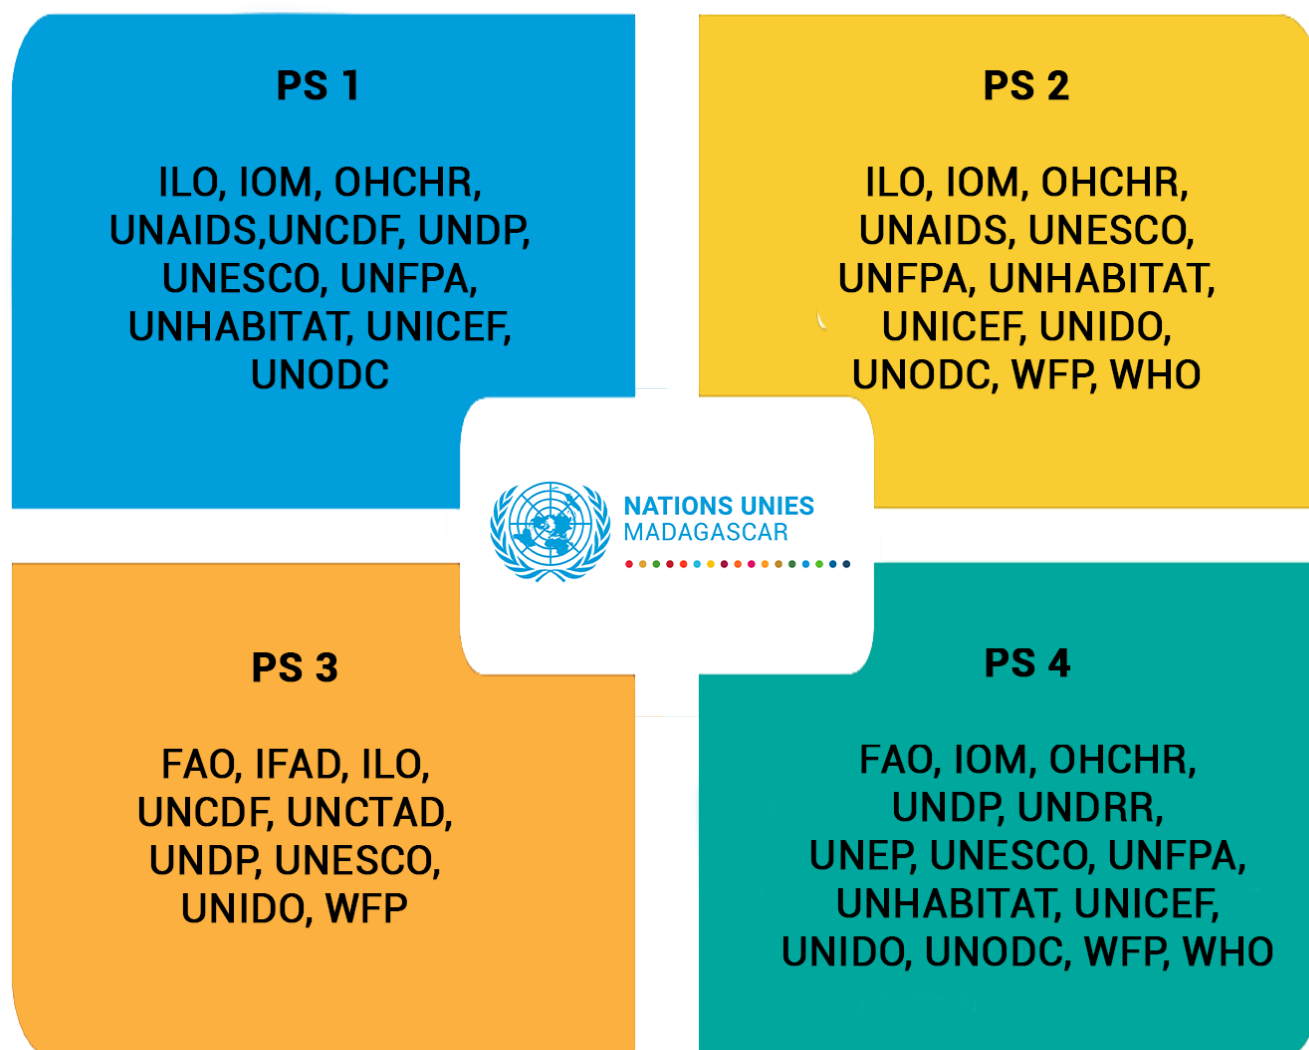 PS 1
ILO, IOM, OHCHR,
UNAIDS,UNCDF, UNDP,
UNESCO, UNFPA,
UNHABITAT, UNICEF,
UNODC
PS 2
ILO, IOM, OHCHR,
UNAIDS, UNESCO,
UNFPA, UNHABITAT,
UNICEF, UNIDO,
UNODC, WFP, WHO
NATIONS UNIES
MADAGASCAR
PS 3
FAO, IFAD, ILO,
UNCDF, UNCTAD,
UNDP, UNESCO,
UNIDO, WFP
PS 4
FAO, IOM, OHCHR,
UNDP, UNDRR,
UNEP, UNESCO, UNFPA,
UNHABITAT, UNICEF,
UNIDO, UNODC, WFP, WHO